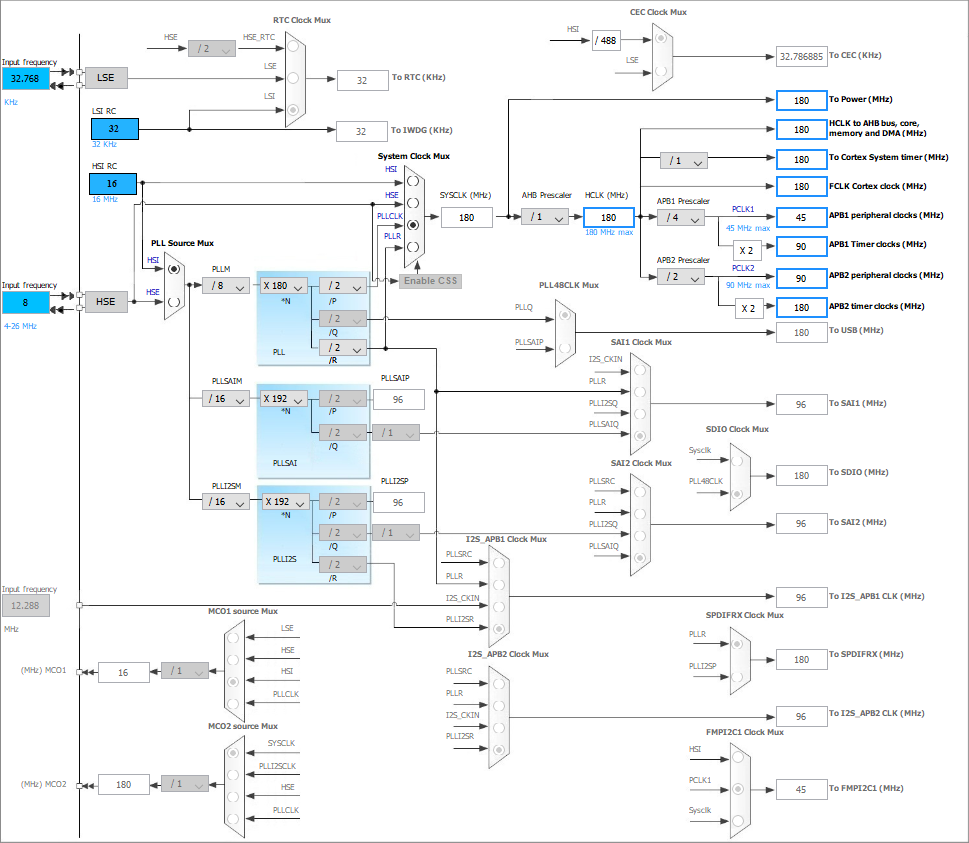 RTC Clock Mux
HSE
/ 2
HSE_RTC
LSE
LSI
32
To RTC (KHz)
CEC Clock Mux
HSI
/ 488
LSE
32.786885
To CEC (KHz)
Input frequency
32.768
KHz
LSE
LSI RC
32
32 KHz
32
To IWDG (KHz)
HSI RC
16
16 MHz
System Clock Mux
HSI
HSE
PLLCLK
PLLR
SYSCLK (MHz)
180
AHB Prescaler
/ 1
HCLK (MHz)
180
180 MHz max
180
To Power (MHz)
180
HCLK to AHB bus, core,
memory and DMA (MHz)
/ 1
180
To Cortex System timer (MHz)
180
FCLK Cortex clock (MHz)
APB1 Prescaler
/ 4
PCLK1
45 MHz max
45
APB1 peripheral clocks (MHz)
X 2
90
APB1 Timer clocks (MHz)
APB2 Prescaler
/ 2
PCLK2
90 MHz max
90
APB2 peripheral clocks (MHz)
X 2
180
APB2 timer clocks (MHz)
Enable CSS
PLL Source Mux
HSI
HSE
Input frequency
8
4-26 MHz
HSE
PLLM
/ 8
X 180
*N
/ 2
/P
/ 2
/Q
/ 2
/R
PLL
PLL48CLK Mux
PLLQ
PLLSAIP
180
To USB (MHz)
PLLSAIM
/ 16
X 192
*N
/ 2
/P
/ 2
/Q
PLLSAI
PLLSAIP
96
/ 1
SAI1 Clock Mux
I2S_CKIN
PLLR
PLLI2SQ
PLLSAIQ
96
To SAI1 (MHz)
SDIO Clock Mux
Sysclk
PLL48CLK
180
To SDIO (MHz)
PLLI2SM
/ 16
X 192
*N
/ 2
/P
/ 2
/Q
/ 2
/R
PLLI2S
PLLI2SP
96
/ 1
SAI2 Clock Mux
PLLSRC
PLLR
PLLI2SQ
PLLSAIQ
96
To SAI2 (MHz)
I2S_APB1 Clock Mux
PLLSRC
PLLR
I2S_CKIN
PLLI2SR
96
To I2S_APB1 CLK (MHz)
Input frequency
12.288
MHz
SPDIFRX Clock Mux
PLLR
PLLI2SP
180
To SPDIFRX (MHz)
MCO1 source Mux
LSE
HSE
HSI
PLLCLK
(MHz) MCO1
16
/ 1
I2S_APB2 Clock Mux
PLLSRC
PLLR
I2S_CKIN
PLLI2SR
96
To I2S_APB2 CLK (MHz)
MCO2 source Mux
SYSCLK
PLLI2SCLK
HSE
PLLCLK
(MHz) MCO2
180
/ 1
FMPI2C1 Clock Mux
HSI
PCLK1
Sysclk
45
To FMPI2C1 (MHz)